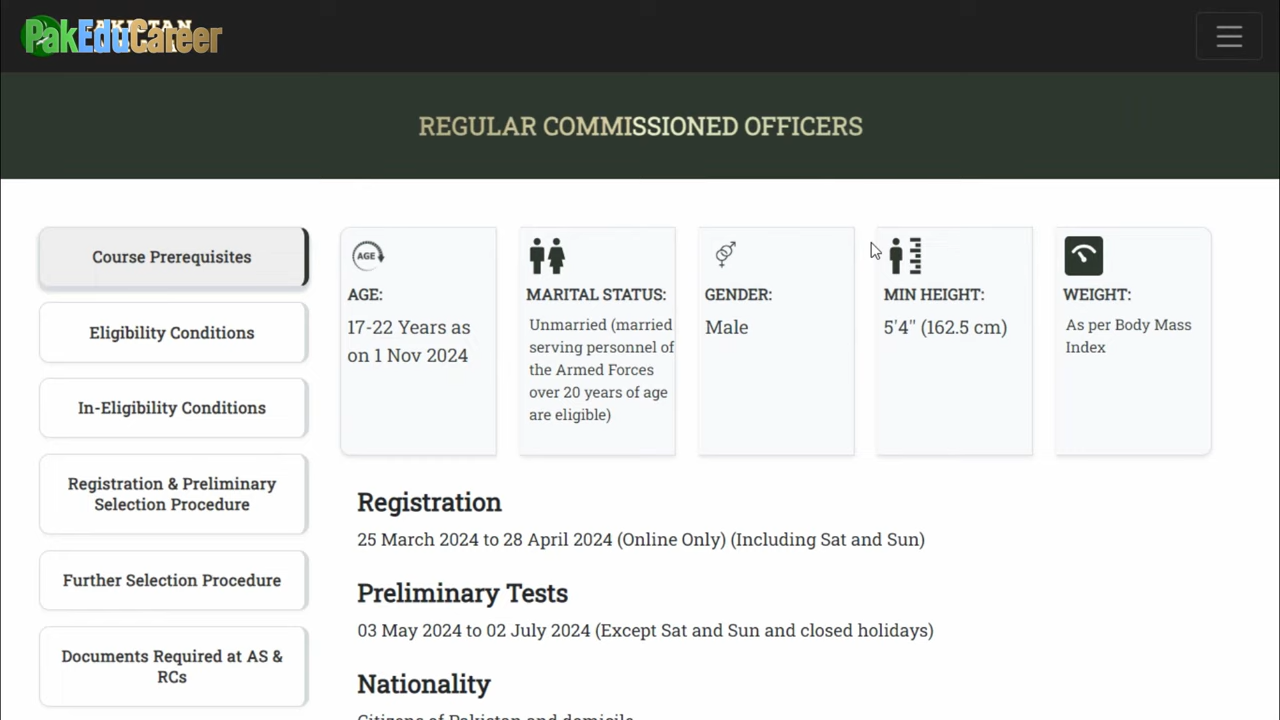 PAKISTAN
PakEduCareer
REGULAR COMMISSIONED OFFICERS
Course Prerequisites
Eligibility Conditions
In-Eligibility Conditions
Registration & Preliminary
Selection Procedure
Further Selection Procedure
Documents Required at AS &
RCs
AGE
AGE:
17-22 Years as
on 1 Nov 2024
MARITAL STATUS:
Unmarried (married
serving personnel of
the Armed Forces
over 20 years of age
are eligible)
GENDER:
Male
MIN HEIGHT:
5'4" (162.5 cm)
WEIGHT:
As per Body Mass
Index
Registration
25 March 2024 to 28 April 2024 (Online Only) (Including Sat and Sun)
Preliminary Tests
03 May 2024 to 02 July 2024 (Except Sat and Sun and closed holidays)
Nationality
Citizens of Pakistan and domicile